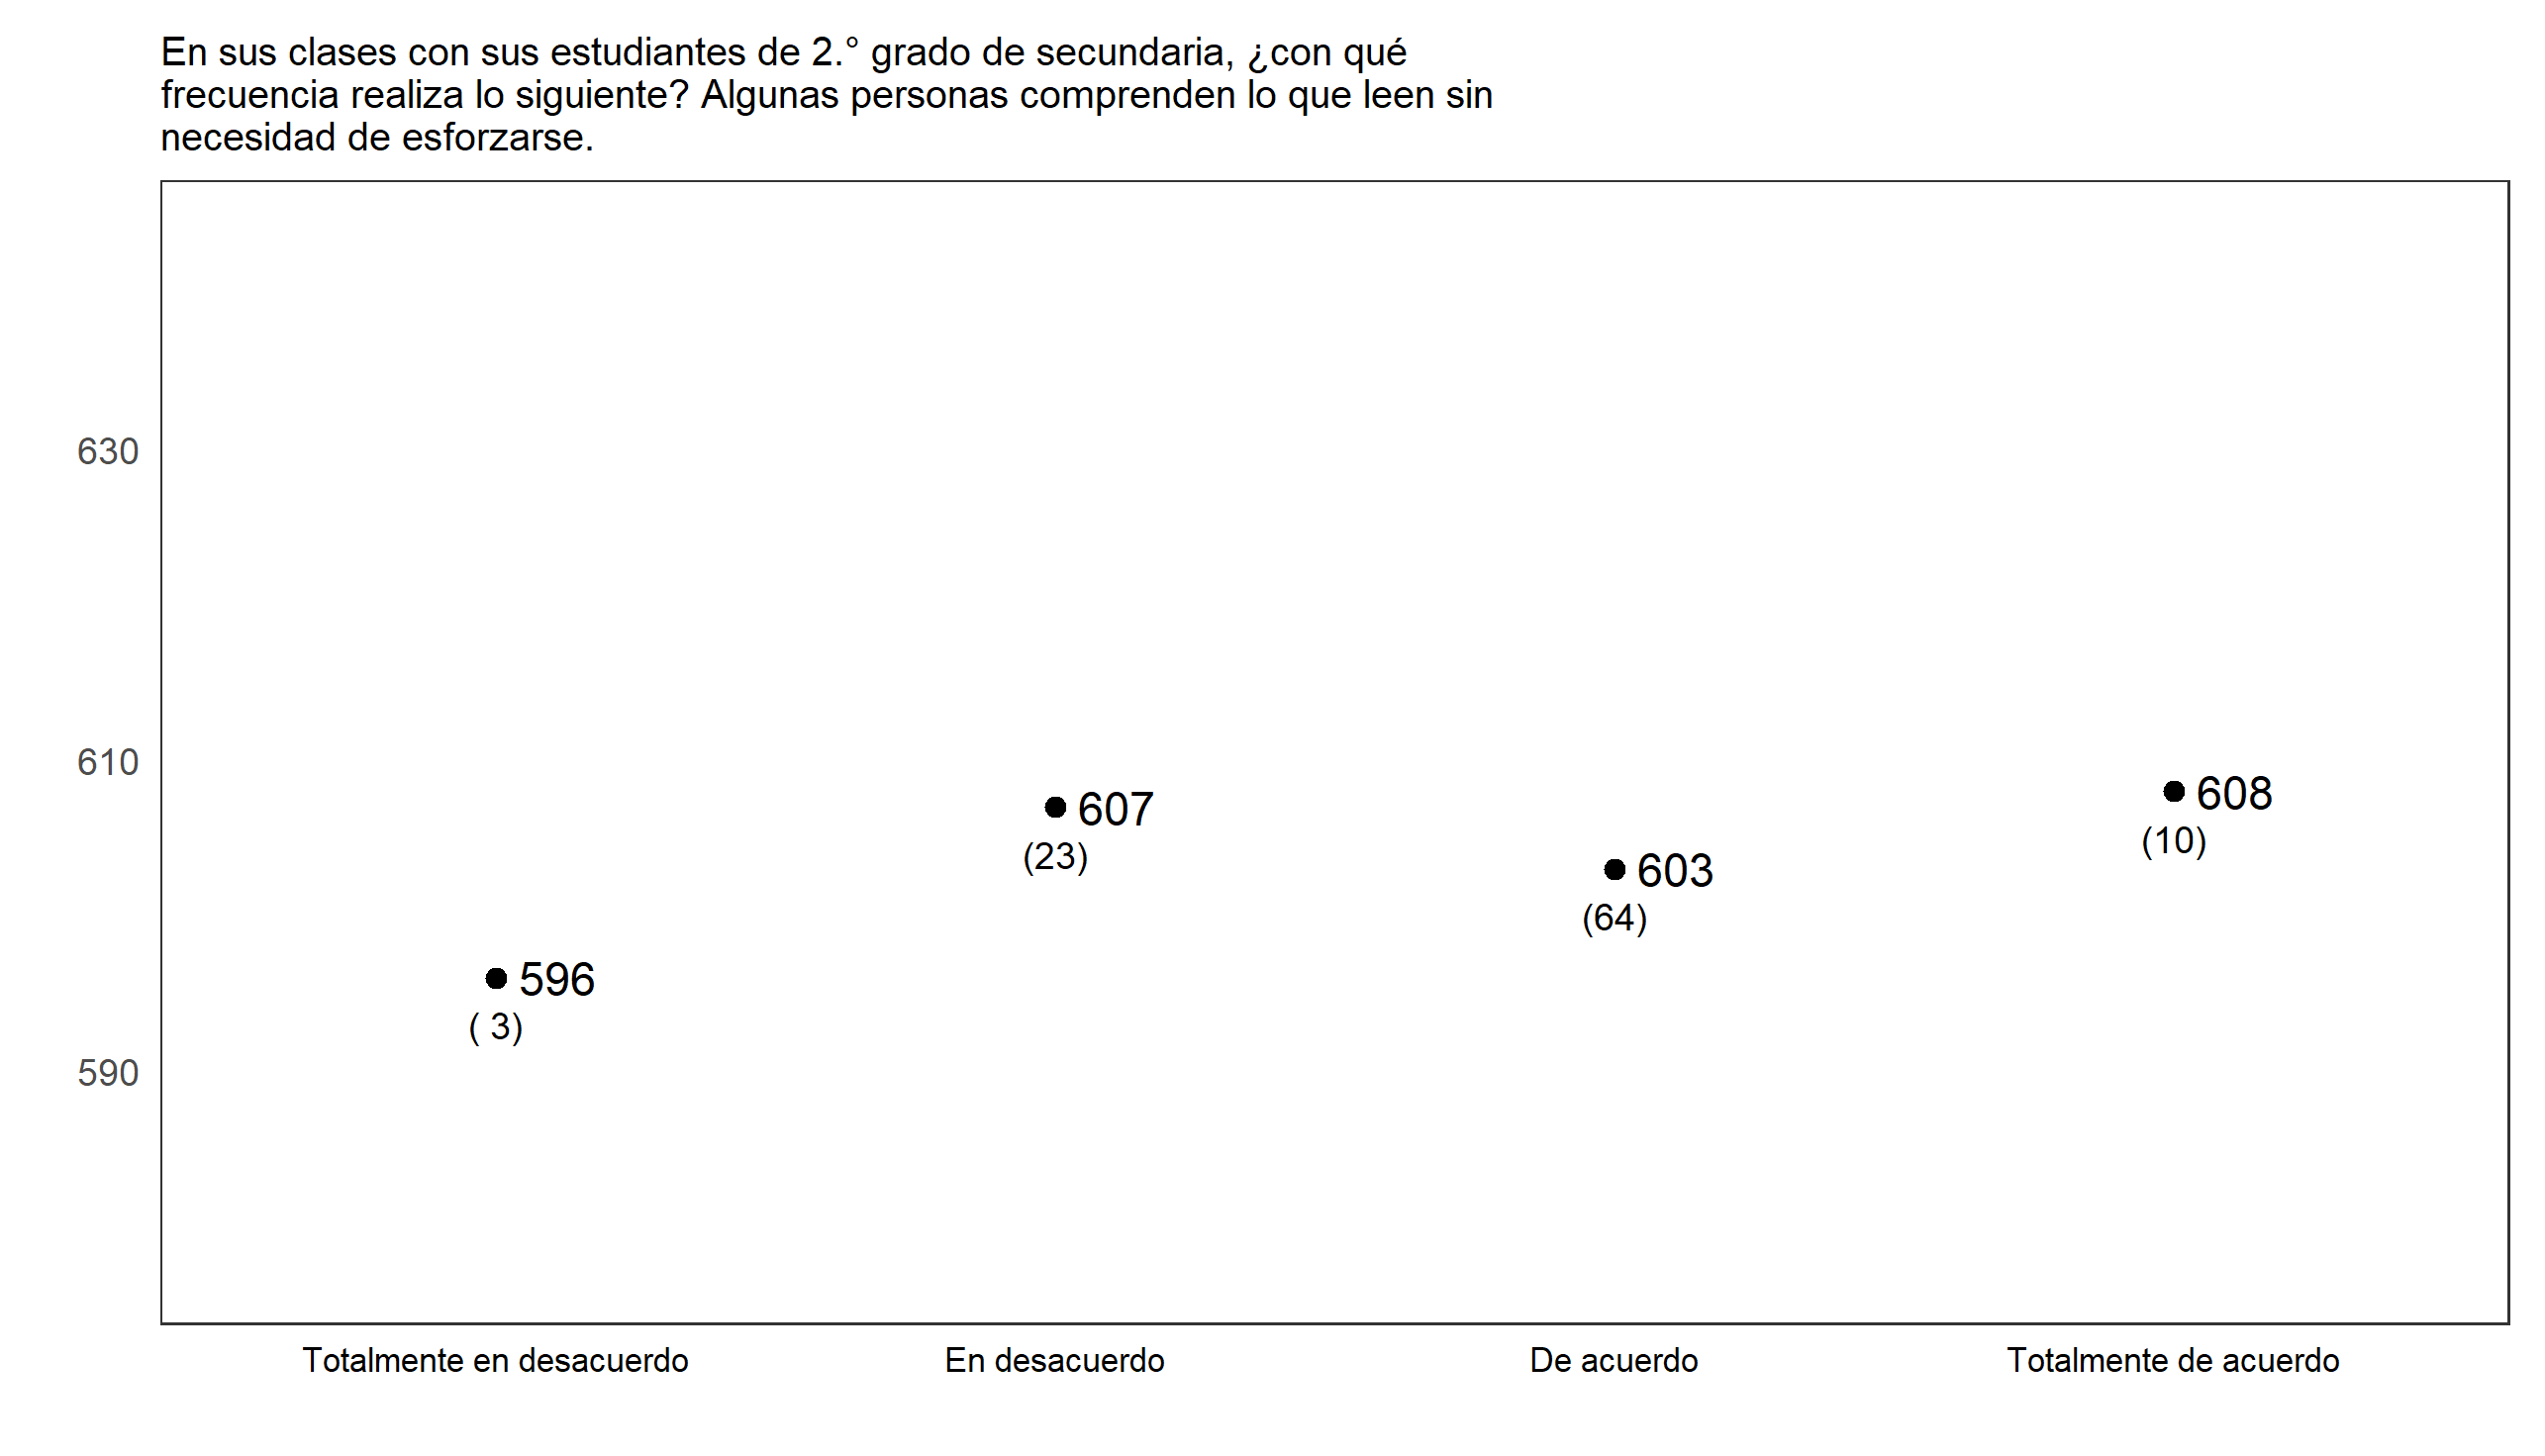 En sus clases con sus estudiantes de 2.° grado de secundaria, ¿con qué
frecuencia realiza lo siguiente? Algunas personas comprenden lo que leen sin
necesidad de esforzarse.
630
610
590
596
( 3)
607
(23)
603
(64)
608
(10)
Totalmente en desacuerdo
En desacuerdo
De acuerdo
Totalmente de acuerdo